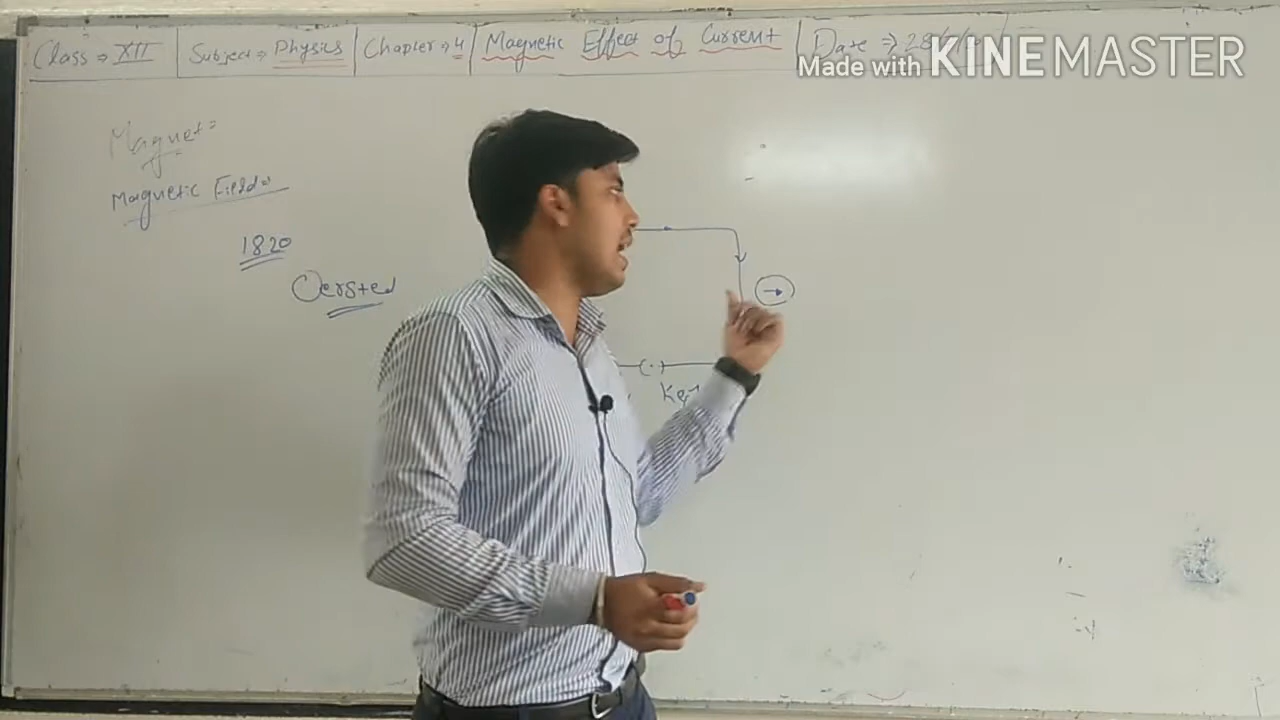 Class ⇒ XII Subject ⇒ Physics Chapter ⇒ 4 Magnetic Effect of Current Date ⇒ 28
Made with KINEMASTER
Magnet
Magnetic Field
1820
Oersted
Key